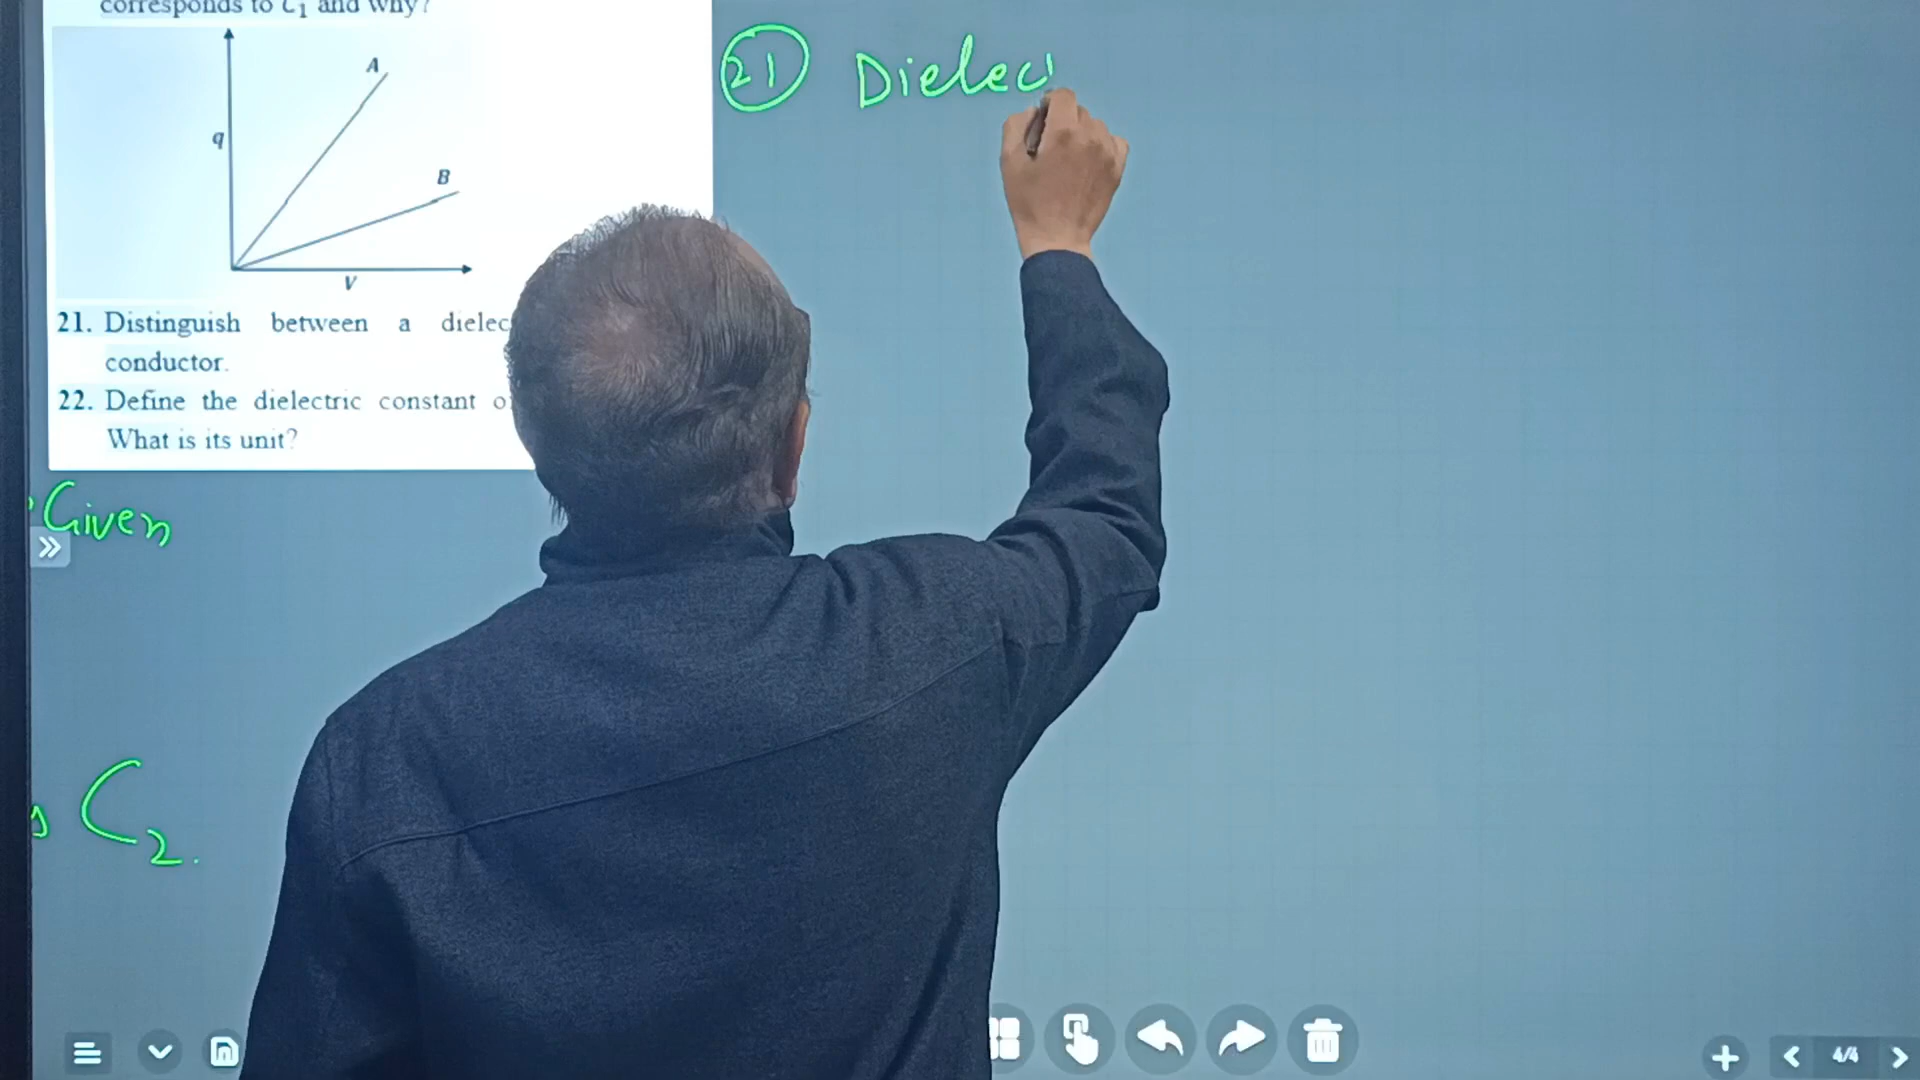 corresponds to C₁ and why?
A
q
B
V
21. Distinguish between a dielec
conductor.
22. Define the dielectric constant o
What is its unit?
21 Dielec
Given
C₂.
4/4